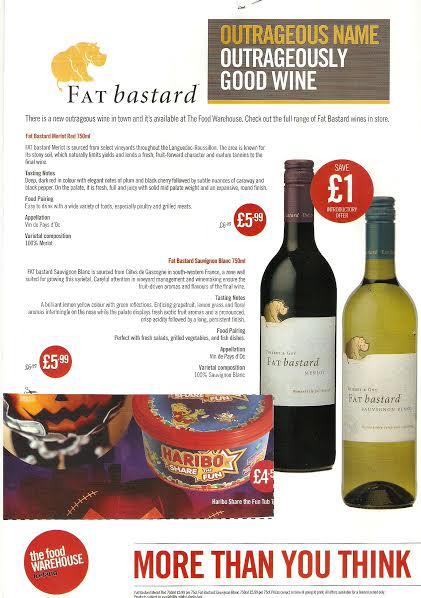 FAT bastard
OUTRAGEOUS NAME
OUTRAGEOUSLY
GOOD WINE
There is a new outrageous wine in town and it's available at The Food Warehouse. Check out the full range of Fat Bastard wines in store.
Fat Bastard Merlot Red 750ml
FAT bastard Merlot is sourced from select vineyards throughout the Languedoc-Roussillon. The area is known for
its stony soil, which naturally limits yields and lends a fresh, fruit-forward character and mature tannins to the
final wine.
Tasting Notes
Deep, dark red in colour with elegant notes of plum and black cherry followed by subtle nuances of caraway and
black pepper. On the palate, it is fresh, full and juicy with solid mid palate weight and an expansive, round finish.
Food Pairing
Easy to drink with a wide variety of foods, especially poultry and grilled meats.
Appellation
Vin de Pays d'Oc
Varietal composition
100% Merlot
£6.99
£5.99
SAVE
£1
INTRODUCTORY
OFFER
Fat Bastard Sauvignon Blanc 750ml
FAT bastard Sauvignon Blanc is sourced from Côtes de Gascogne in south-western France, a zone well
suited for growing this varietal. Careful attention in vineyard management and winemaking ensure the
fruit-driven aromas and flavours of the final wine.
Tasting Notes
A brilliant lemon yellow colour with green reflections. Enticing grapefruit, lemon grass and floral
aromas intermingle on the nose while the palate displays fresh exotic fruit aromas and a pronounced,
crisp acidity followed by a long, persistent finish.
Food Pairing
Perfect with fresh salads, grilled vegetables, and fish dishes.
Appellation
Vin de Pays d'Oc
Varietal composition
100% Sauvignon Blanc
£6.99
£5.99
bastard
THIERRY & GUY
FAT bastard
MERLOT
bastard
THIERRY & GUY
FAT bastard
SAUVIGNON BLANC
HARIBO
SHARE THE FUN!
HARIBO
SHARE THE FUN!
£4
Haribo Share the Fun Tub
the food
WAREHOUSE
Iceland
MORE THAN YOU THINK